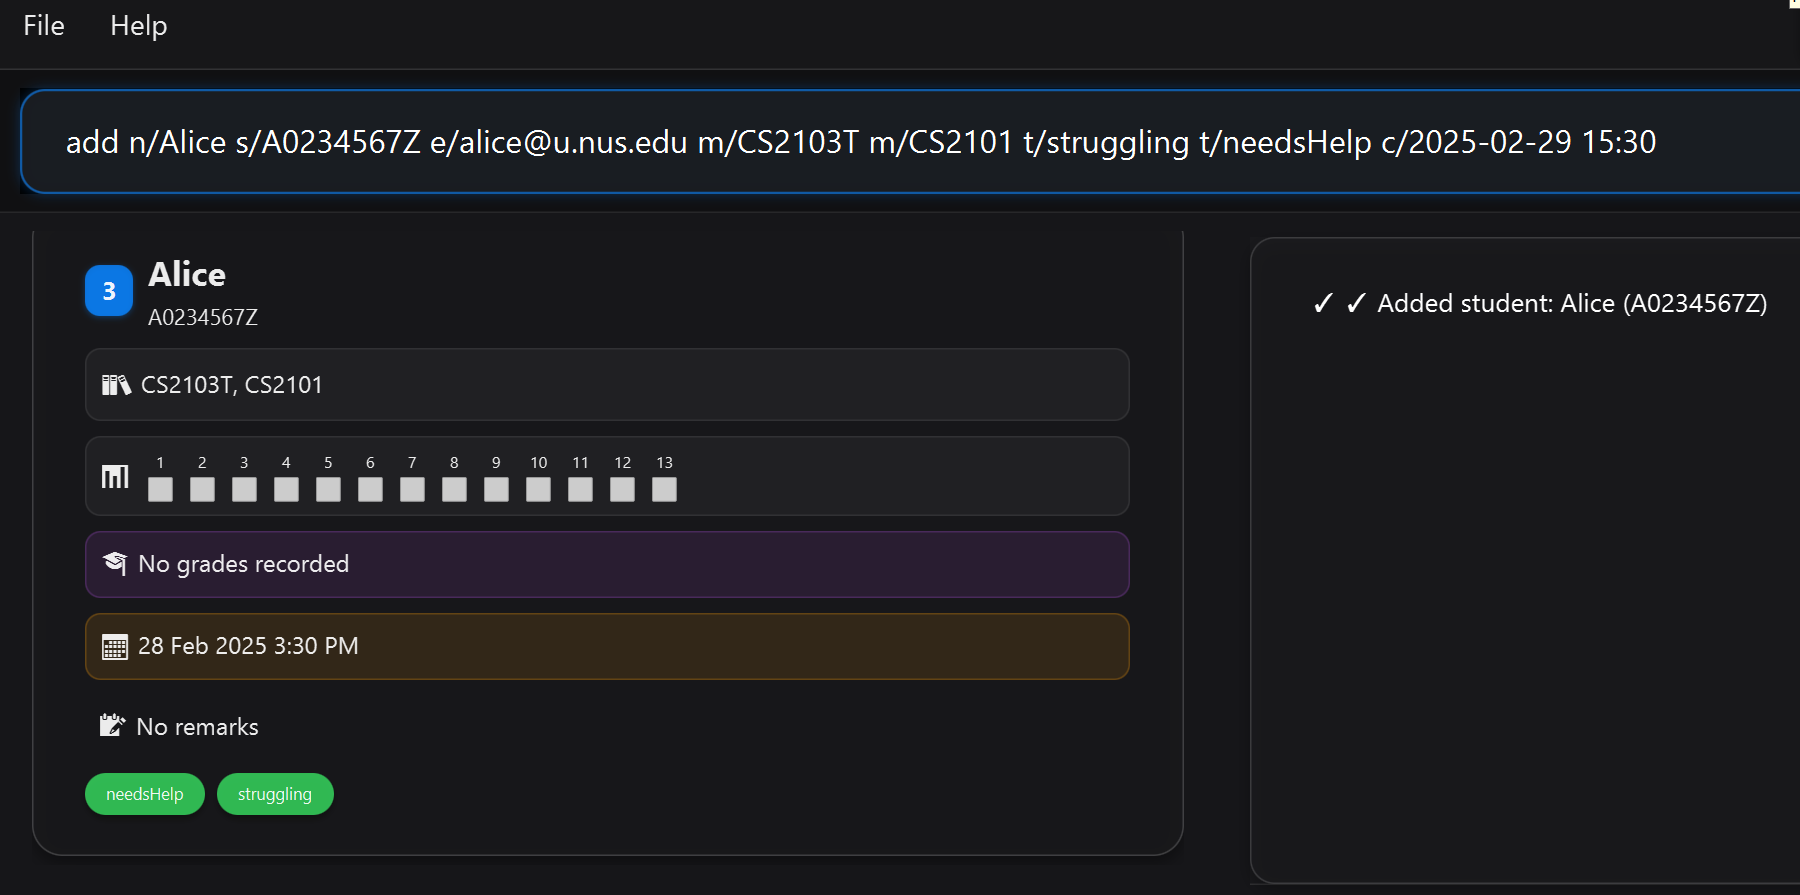 File Help
add n/Alice s/A0234567Z e/alice@u.nus.edu m/CS2103T m/CS2101 t/struggling t/needsHelp c/2025-02-29 15:30
3 Alice
A0234567Z
✓ ✓ Added student: Alice (A0234567Z)
CS2103T, CS2101
1 2 3 4 5 6 7 8 9 10 11 12 13
No grades recorded
28 Feb 2025 3:30 PM
No remarks
needsHelp struggling